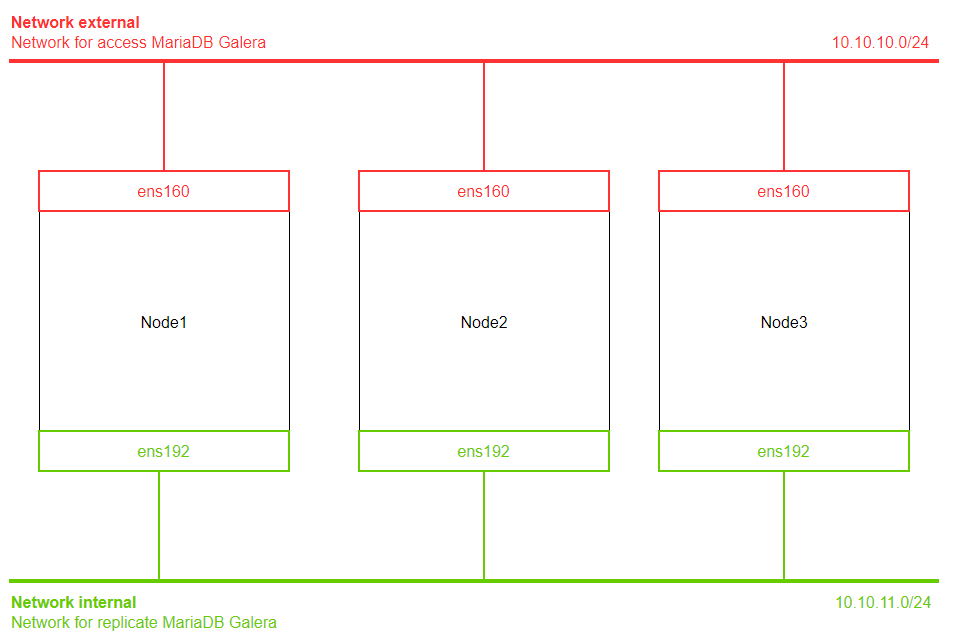 Network external
Network for access MariaDB Galera
10.10.10.0/24
ens160
ens160
ens160
Node1
Node2
Node3
ens192
ens192
ens192
Network internal
10.10.11.0/24
Network for replicate MariaDB Galera